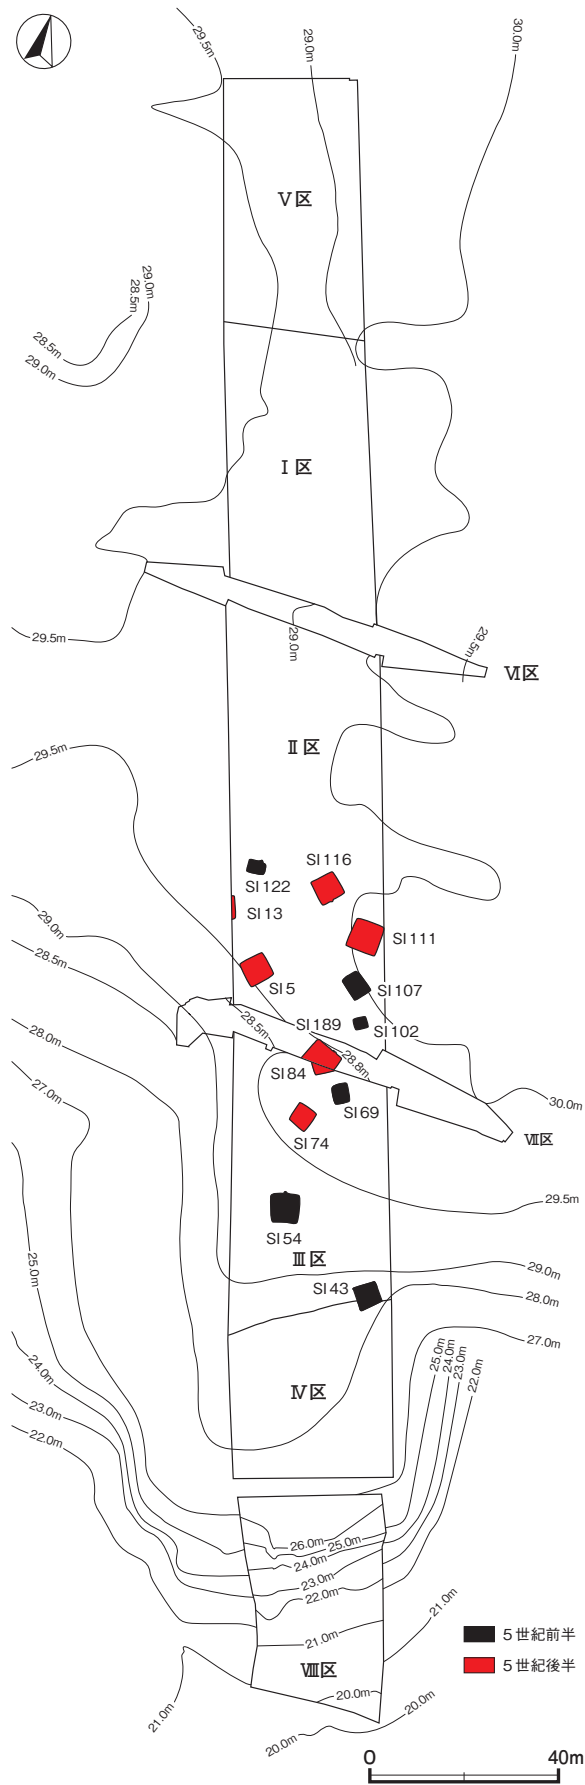 29.5m
29.0m
30.0m
Ⅴ区
29.0m
28.5m
28.5m
29.0m
Ⅰ区
29.5m
29.0m
29.5m
Ⅵ区
Ⅱ区
29.5m
SI116
SI122
SI13
SI111
29.0m
28.5m
SI5
SI107
28.5m
SI189
SI102
28.0m
28.8m
SI84
27.0m
SI69
30.0m
SI74
Ⅶ区
29.5m
SI54
25.0m
Ⅲ区
29.0m
SI43
28.0m
27.0m
24.0m
25.0m
24.0m
23.0m
22.0m
Ⅳ区
23.0m
22.0m
26.0m
25.0m
24.0m
23.0m
22.0m
21.0m
21.0m
5世紀前半
5世紀後半
Ⅷ区
20.0m
21.0m
20.0m
20.0m
0 40m